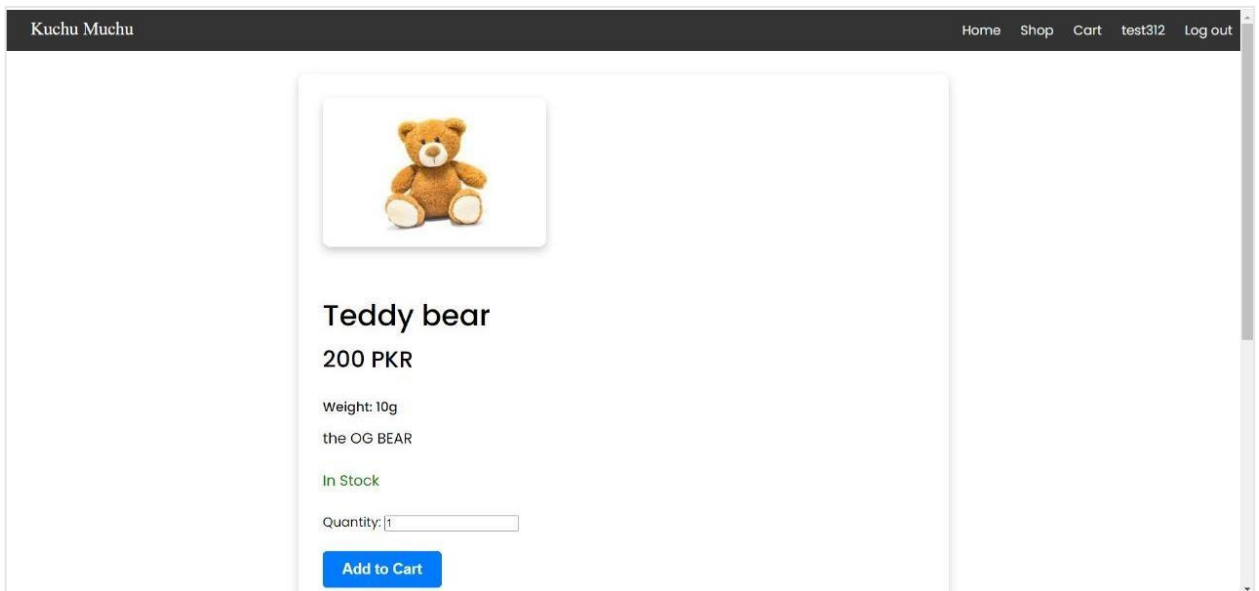 Kuchu Muchu
Home Shop Cart test312 Log out
Teddy bear
200 PKR
Weight: 10g
the OG BEAR
In Stock
Quantity: 1
Add to Cart